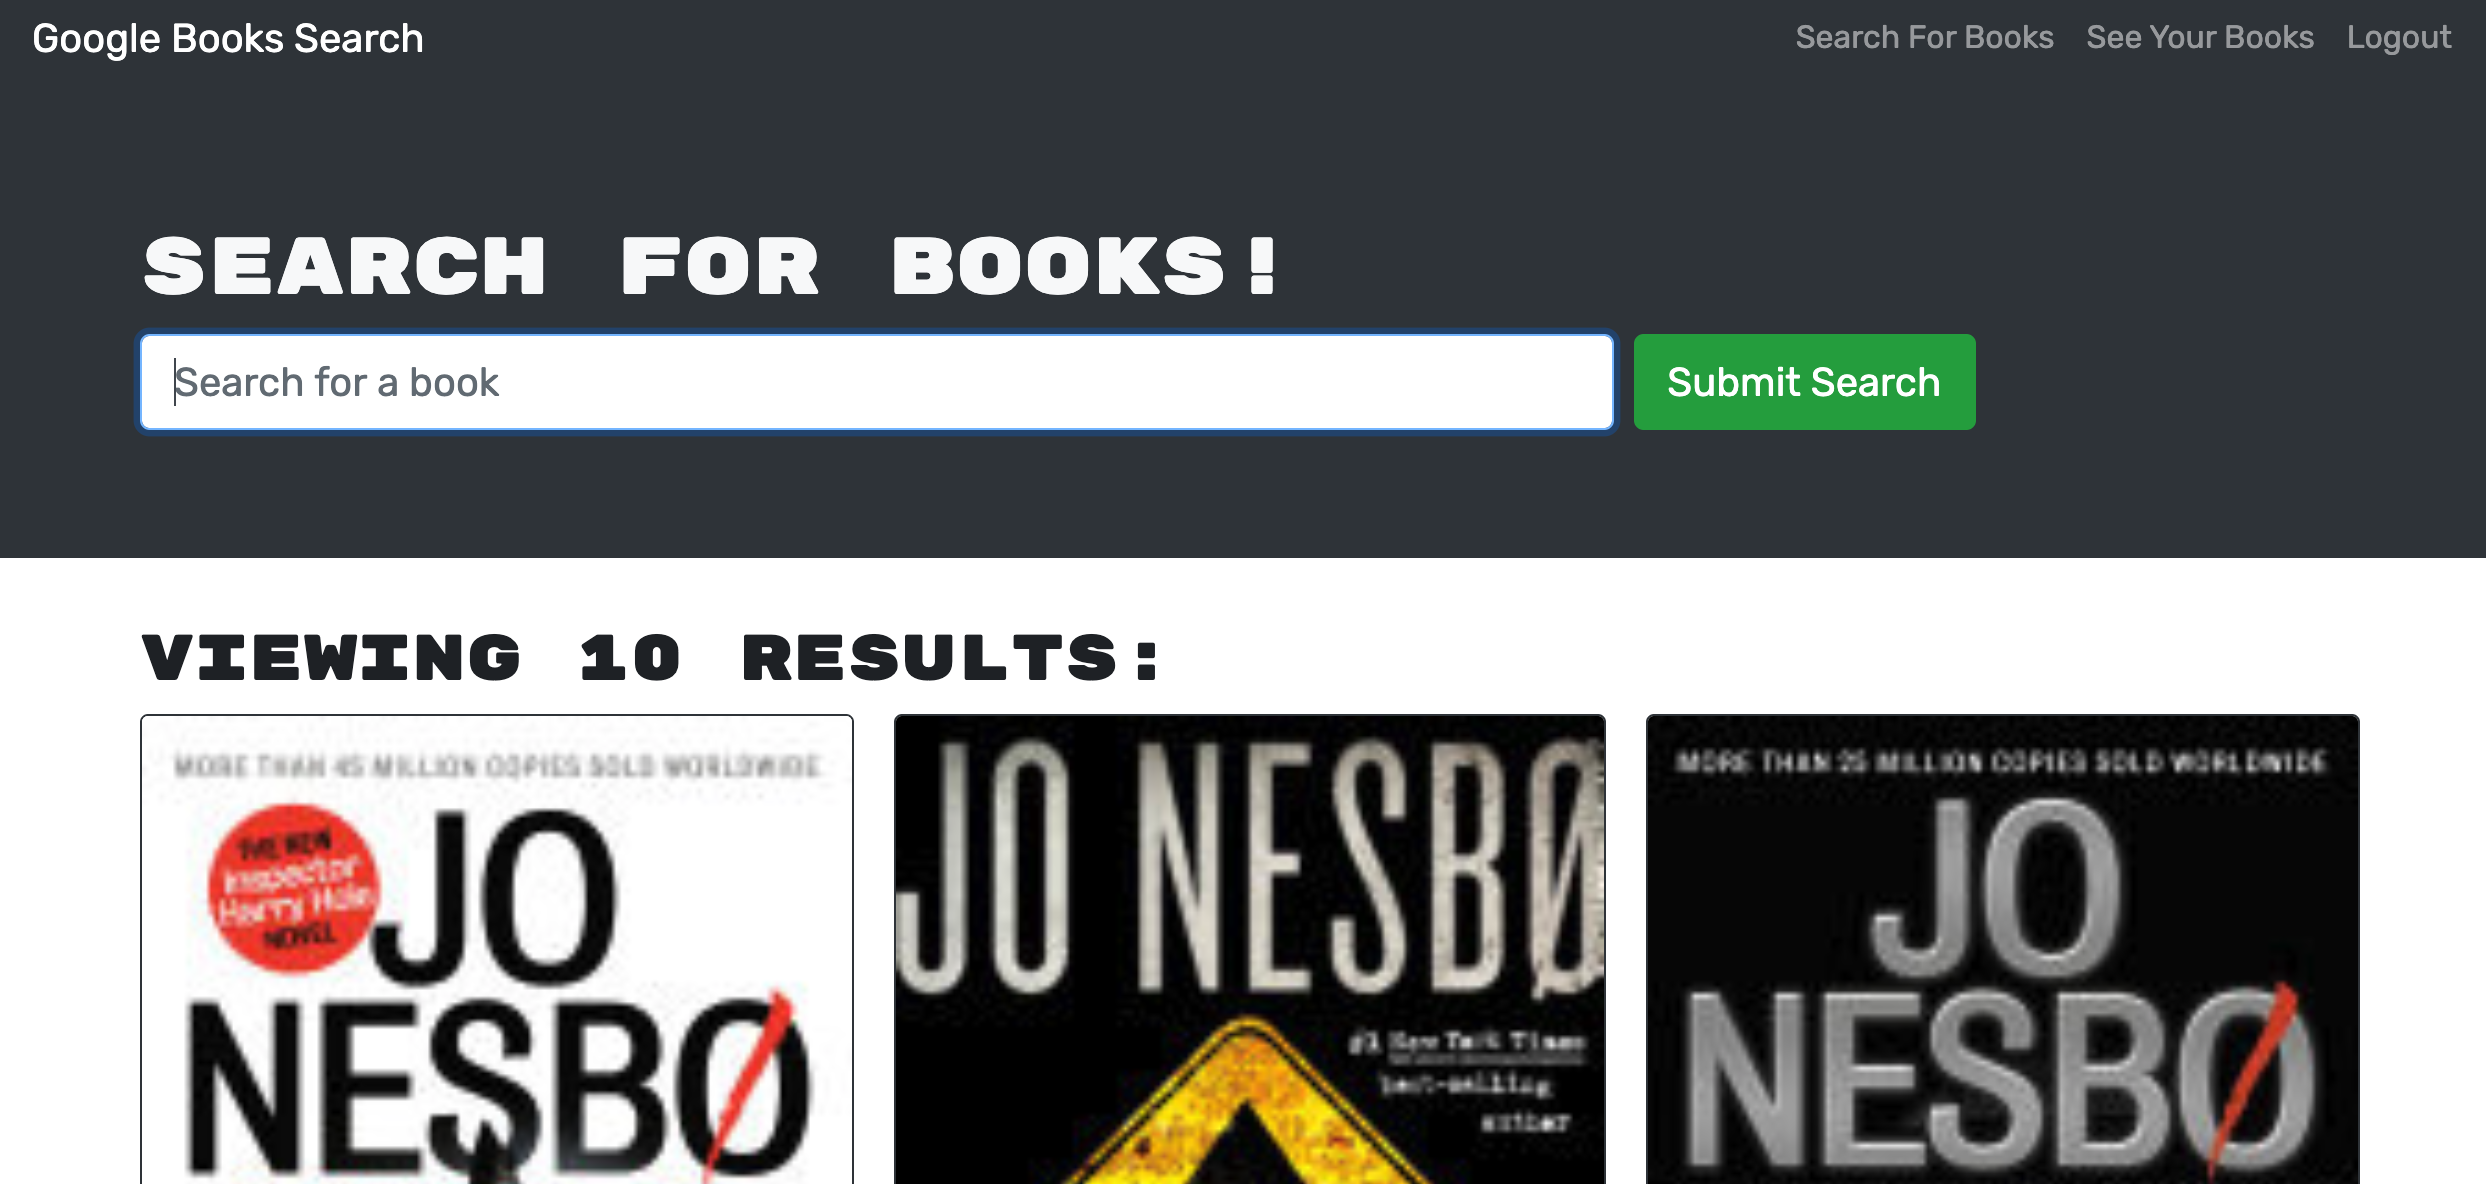 Google Books Search
Search For Books See Your Books Logout
SEARCH FOR BOOKS!
Search for a book
Submit Search
VIEWING 10 RESULTS:
MORE THAN 45 MILLION COPIES SOLD WORLDWIDE
THE NEW
Inspector
Harry Hole
NOVEL
JO
NESBØ
JO NESBØ
#1 New York Times
best-selling
author
MORE THAN 25 MILLION COPIES SOLD WORLDWIDE
JO
NESBØ